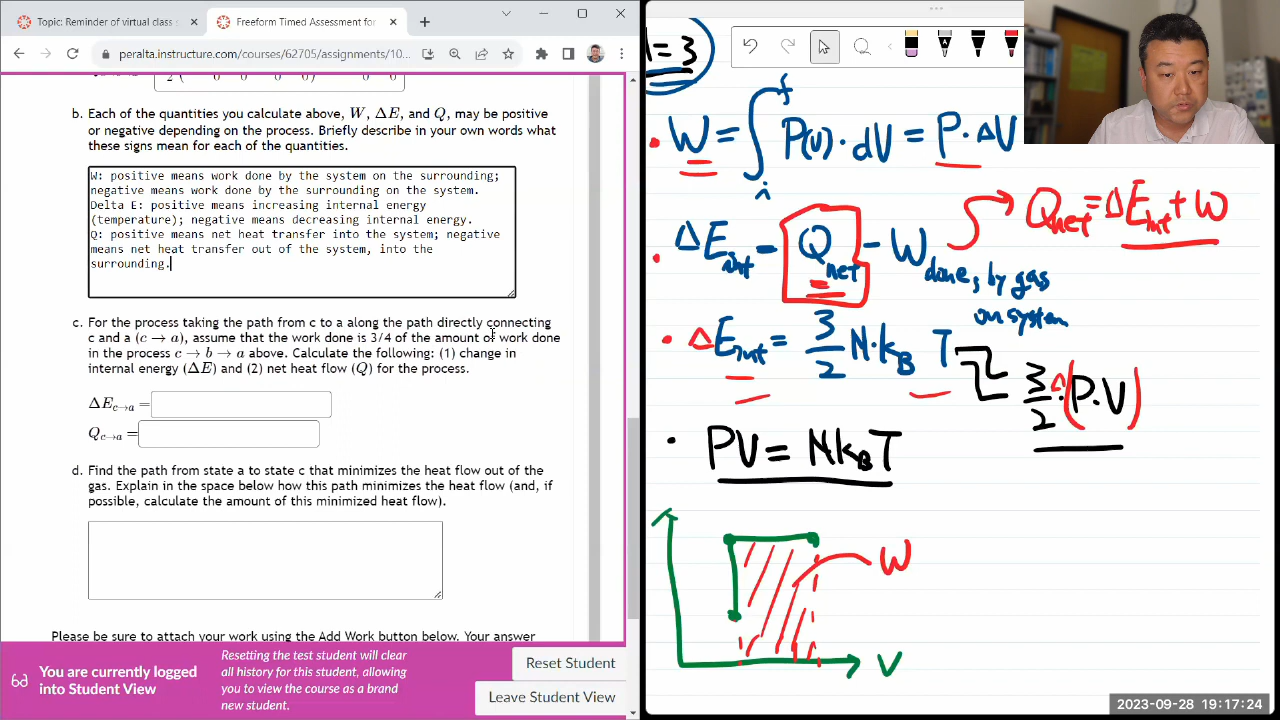 Topic: Reminder of virtual class s
Freeform Timed Assessment for
peralta.instructure.com/courses/6270/assignments/10...
b. Each of the quantities you calculate above, W, ΔE, and Q, may be positive
or negative depending on the process. Briefly describe in your own words what
these signs mean for each of the quantities.
W: positive means work done by the system on the surrounding;
negative means work done by the surrounding on the system.
Delta E: positive means increasing internal energy
(temperature); negative means decreasing internal energy.
Q: positive means net heat transfer into the system; negative
means net heat transfer out of the system, into the
surrounding.
c. For the process taking the path from c to a along the path directly connecting
c and a (c → a), assume that the work done is 3/4 of the amount of work done
in the process c → b → a above. Calculate the following: (1) change in
internal energy (ΔE) and (2) net heat flow (Q) for the process.
ΔE c→a =
Q c→a =
d. Find the path from state a to state c that minimizes the heat flow out of the
gas. Explain in the space below how this path minimizes the heat flow (and, if
possible, calculate the amount of this minimized heat flow).
Please be sure to attach your work using the Add Work button below. Your answer
You are currently logged
into Student View
Resetting the test student will clear
all history for this student, allowing
you to view the course as a brand
new student.
Reset Student
Leave Student View
= 3
W = ∫ i f P(V) · dV = P · ΔV
Qnet = ΔEint + W
ΔEint = Qnet − W done, by gas
on system
ΔEint = 3/2 N·kB T
3/2 · Δ(P·V)
PV = NkBT
W
V
2023-09-28 19:17:24